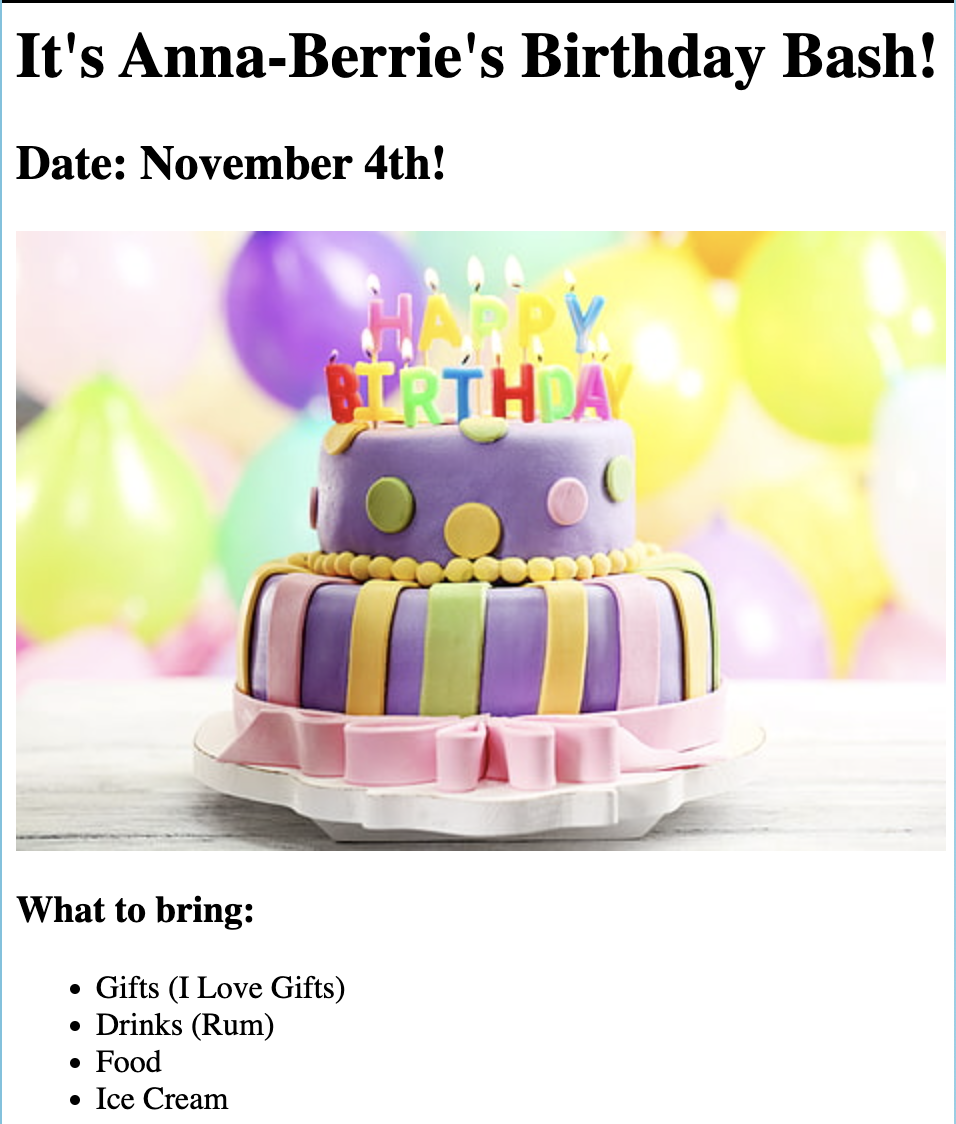 It's Anna-Berrie's Birthday Bash!
Date: November 4th!
HAPPY
BIRTHDAY
What to bring:
Gifts (I Love Gifts)
Drinks (Rum)
Food
Ice Cream